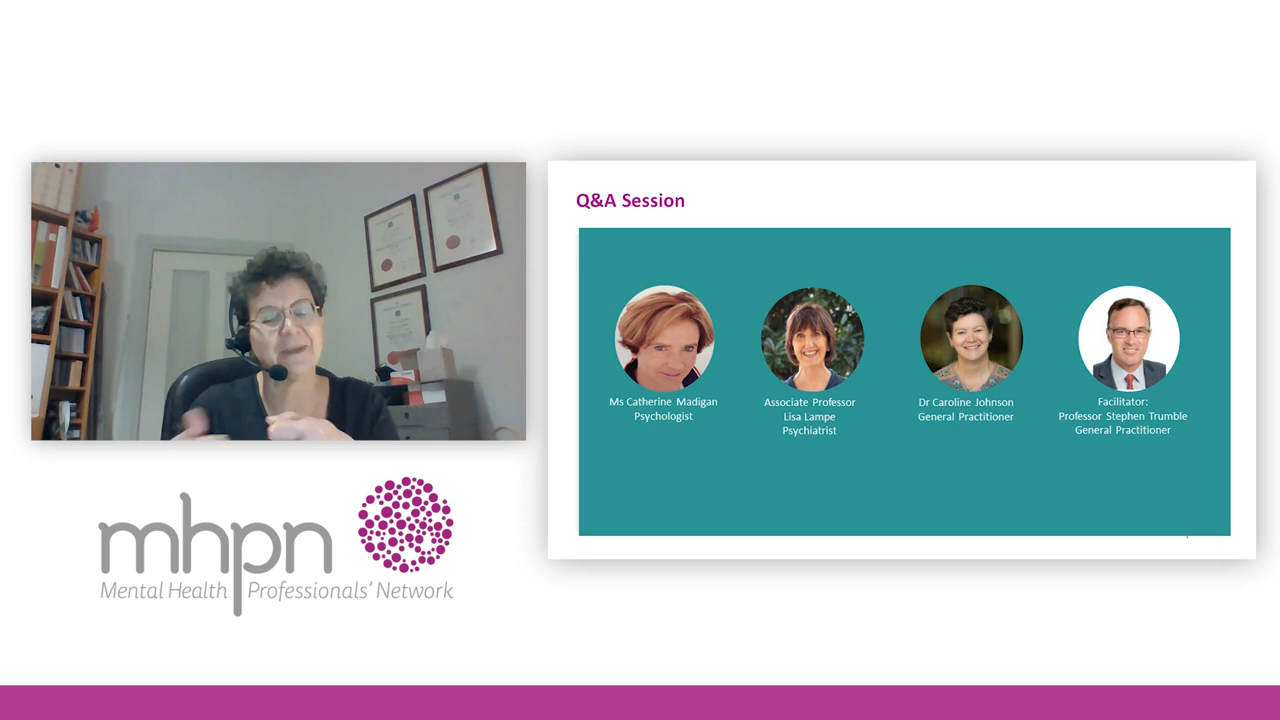 Q&A Session
Ms Catherine Madigan
Psychologist
Associate Professor
Lisa Lampe
Psychiatrist
Dr Caroline Johnson
General Practitioner
Facilitator:
Professor Stephen Trumble
General Practitioner
mhpn
Mental Health Professionals' Network